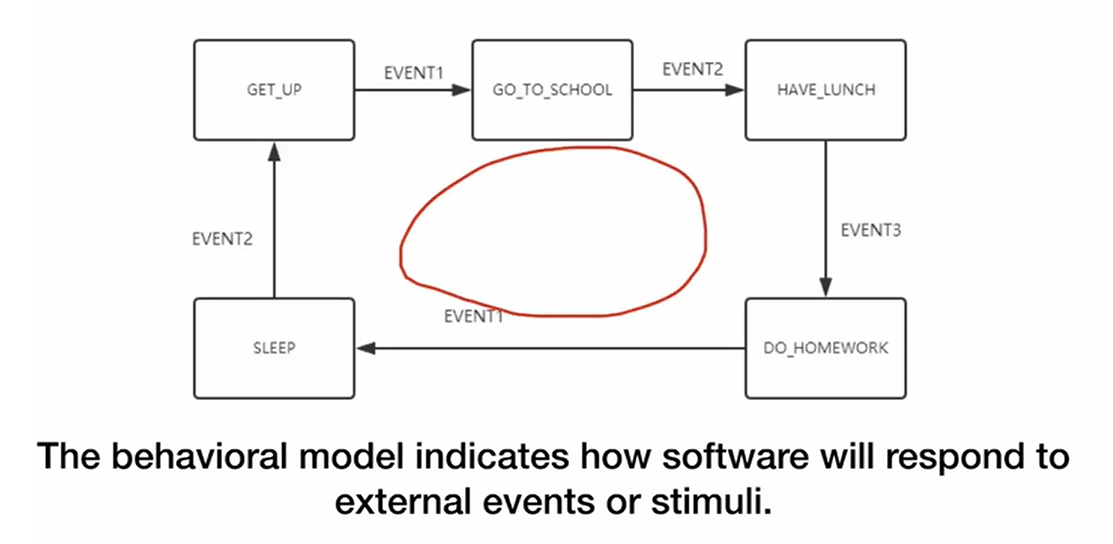 EVENT1
EVENT2
GET_UP
GO_TO_SCHOOL
HAVE_LUNCH
EVENT2
EVENT3
EVENT1
SLEEP
DO_HOMEWORK
The behavioral model indicates how software will respond to
external events or stimuli.